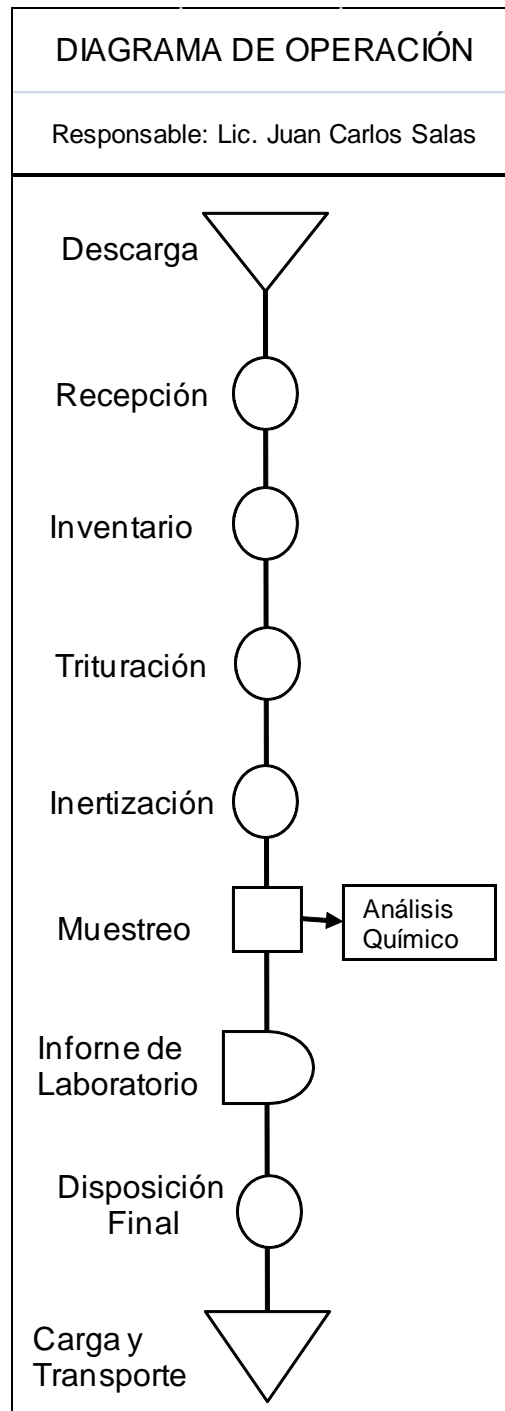 DIAGRAMA DE OPERACIÓN
Responsable: Lic. Juan Carlos Salas
Descarga
Recepción
Inventario
Trituración
Inertización
Muestreo
Análisis
Químico
Inforne de
Laboratorio
Disposición
Final
Carga y
Transporte